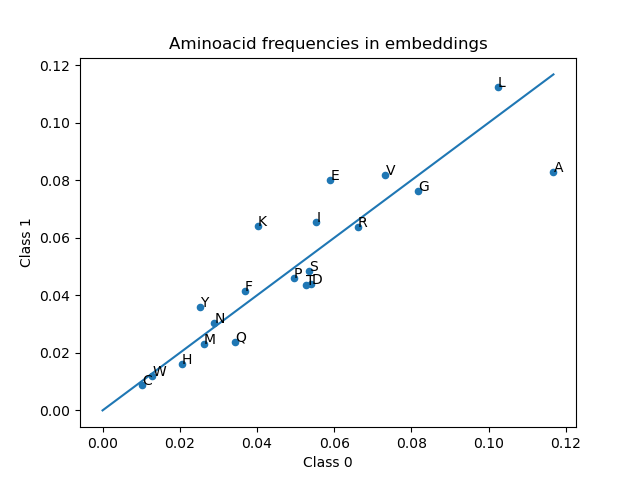 Aminoacid frequencies in embeddings
0.12
L
0.10
A
V
E
0.08
G
I
K
R
0.06
S
P
T
D
F
0.04
Y
N
Q
M
0.02
H
W
C
0.00
Class 1
0.00 0.02 0.04 0.06 0.08 0.10 0.12
Class 0